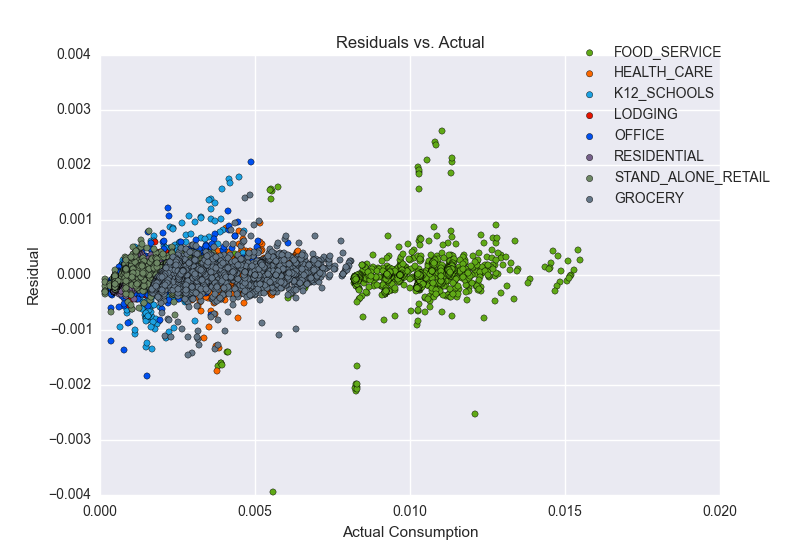 Residuals vs. Actual
FOOD_SERVICE
HEALTH_CARE
K12_SCHOOLS
LODGING
OFFICE
RESIDENTIAL
STAND_ALONE_RETAIL
GROCERY
Residual
0.004
0.003
0.002
0.001
0.000
−0.001
−0.002
−0.003
−0.004
0.000 0.005 0.010 0.015 0.020
Actual Consumption